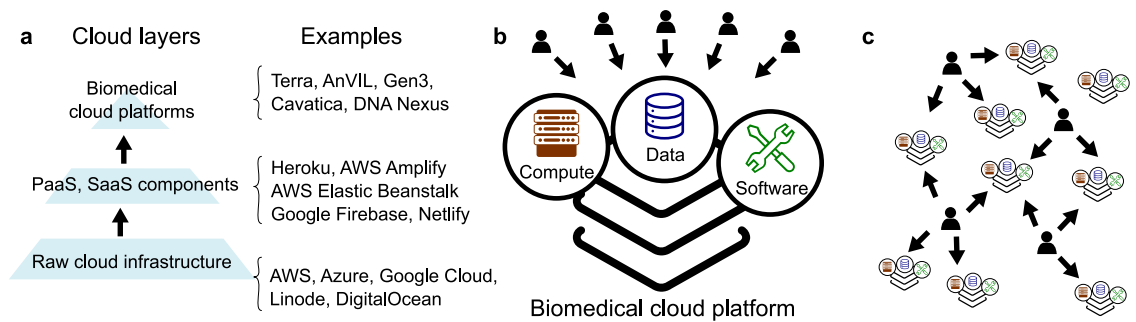 a
Cloud layers
Examples
Biomedical
cloud platforms
Terra, AnVIL, Gen3,
Cavatica, DNA Nexus
PaaS, SaaS components
Heroku, AWS Amplify
AWS Elastic Beanstalk
Google Firebase, Netlify
Raw cloud infrastructure
AWS, Azure, Google Cloud,
Linode, DigitalOcean
b
Compute
Data
Software
Biomedical cloud platform
c